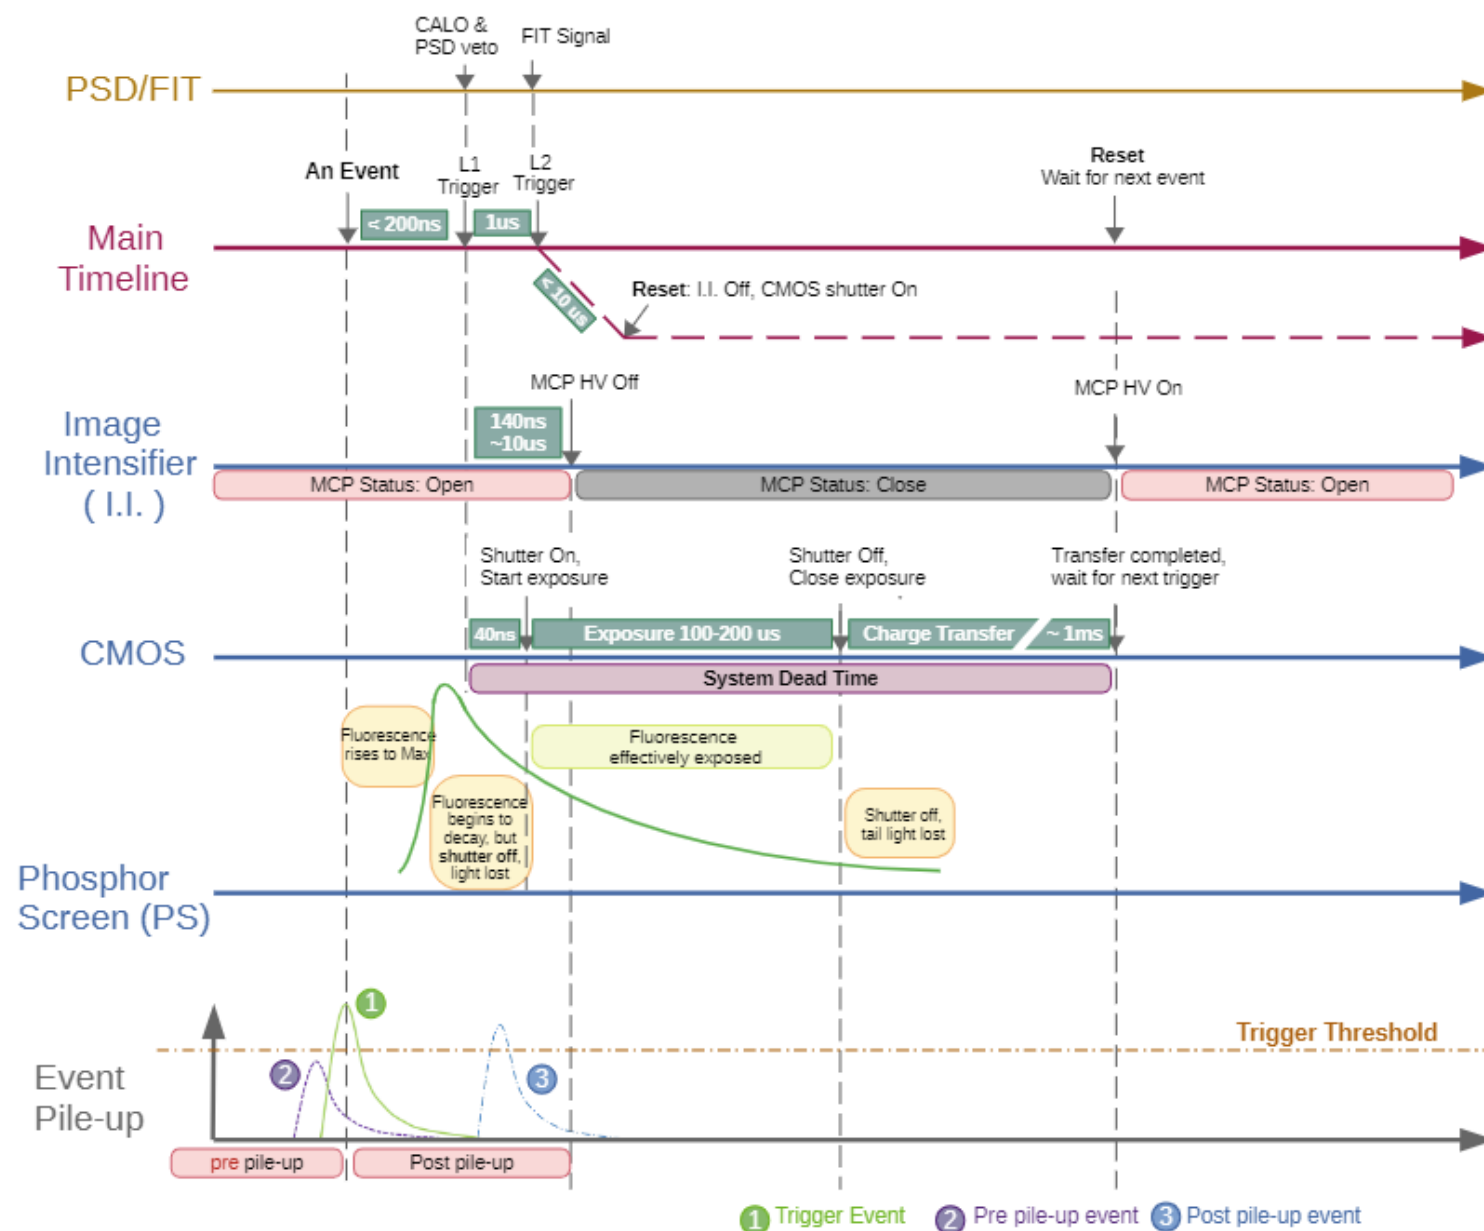 CALO &
PSD veto
FIT Signal
PSD/FIT
An Event
L1
Trigger
L2
Trigger
Reset
Wait for next event
< 200ns
1us
Main
Timeline
< 10 us
Reset: I.I. Off, CMOS shutter On
MCP HV Off
MCP HV On
Image
Intensifier
( I.I. )
140ns
~10us
MCP Status: Open
MCP Status: Close
MCP Status: Open
Shutter On,
Start exposure
Shutter Off,
Close exposure
Transfer completed,
wait for next trigger
CMOS
40ns
Exposure 100-200 us
Charge Transfer
~ 1ms
System Dead Time
Fluorescence
rises to Max
Fluorescence
effectively exposed
Fluorescence
begins to
decay, but
shutter off,
light lost
Shutter off,
tail light lost
Phosphor
Screen (PS)
1
Trigger Threshold
2
3
Event
Pile-up
pre pile-up
Post pile-up
1 Trigger Event
2 Pre pile-up event
3 Post pile-up event